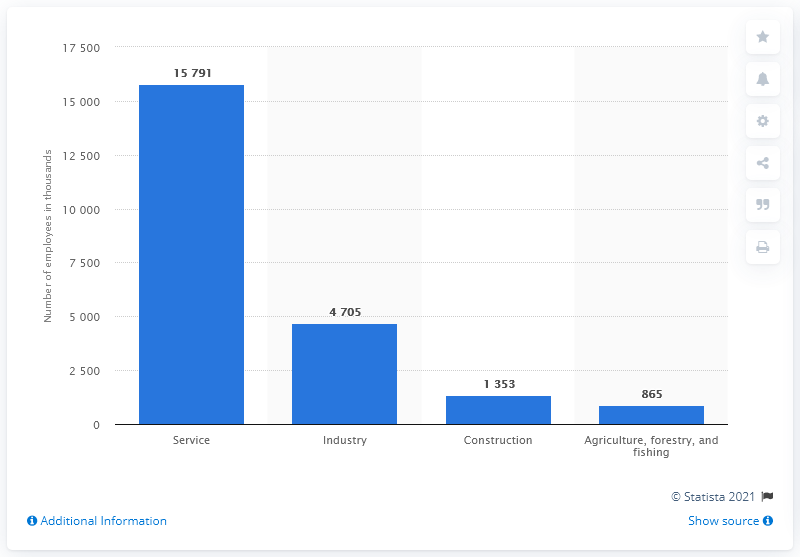 17 500
15 000
12 500
10 000
7 500
5 000
2 500
0
Number of employees in thousands
15 791
4 705
1 353
865
Service
Industry
Construction
Agriculture, forestry, and
fishing
© Statista 2021
Additional Information
Show source